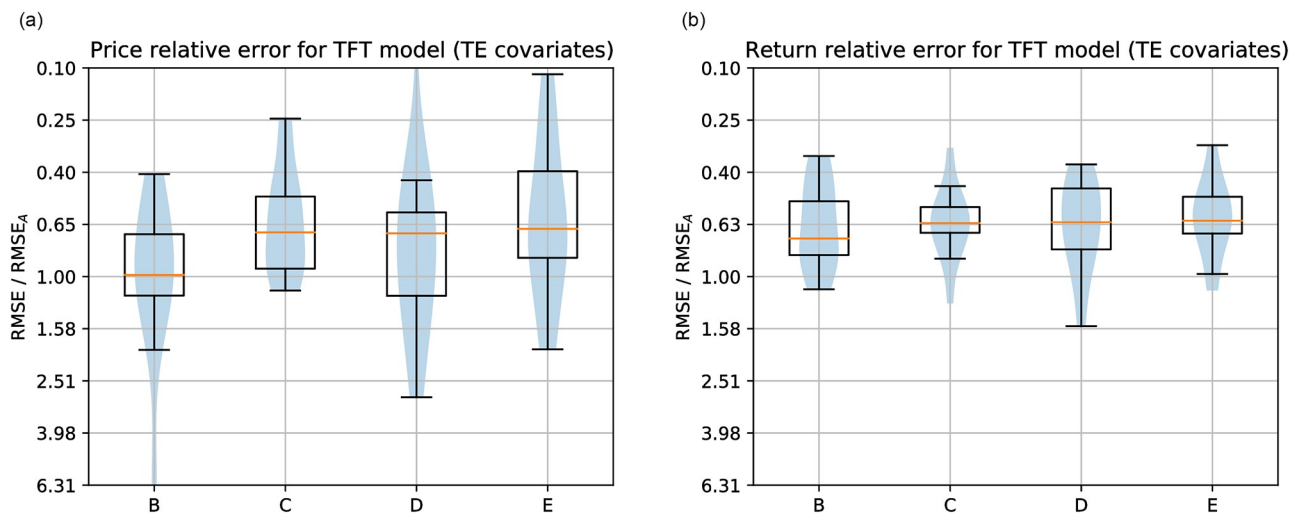 (a)
Price relative error for TFT model (TE covariates)
RMSE / RMSE_A
0.10
0.25
0.40
0.65
1.00
1.58
2.51
3.98
6.31
B C D E
(b)
Return relative error for TFT model (TE covariates)
RMSE / RMSE_A
0.10
0.25
0.40
0.63
1.00
1.58
2.51
3.98
6.31
B C D E